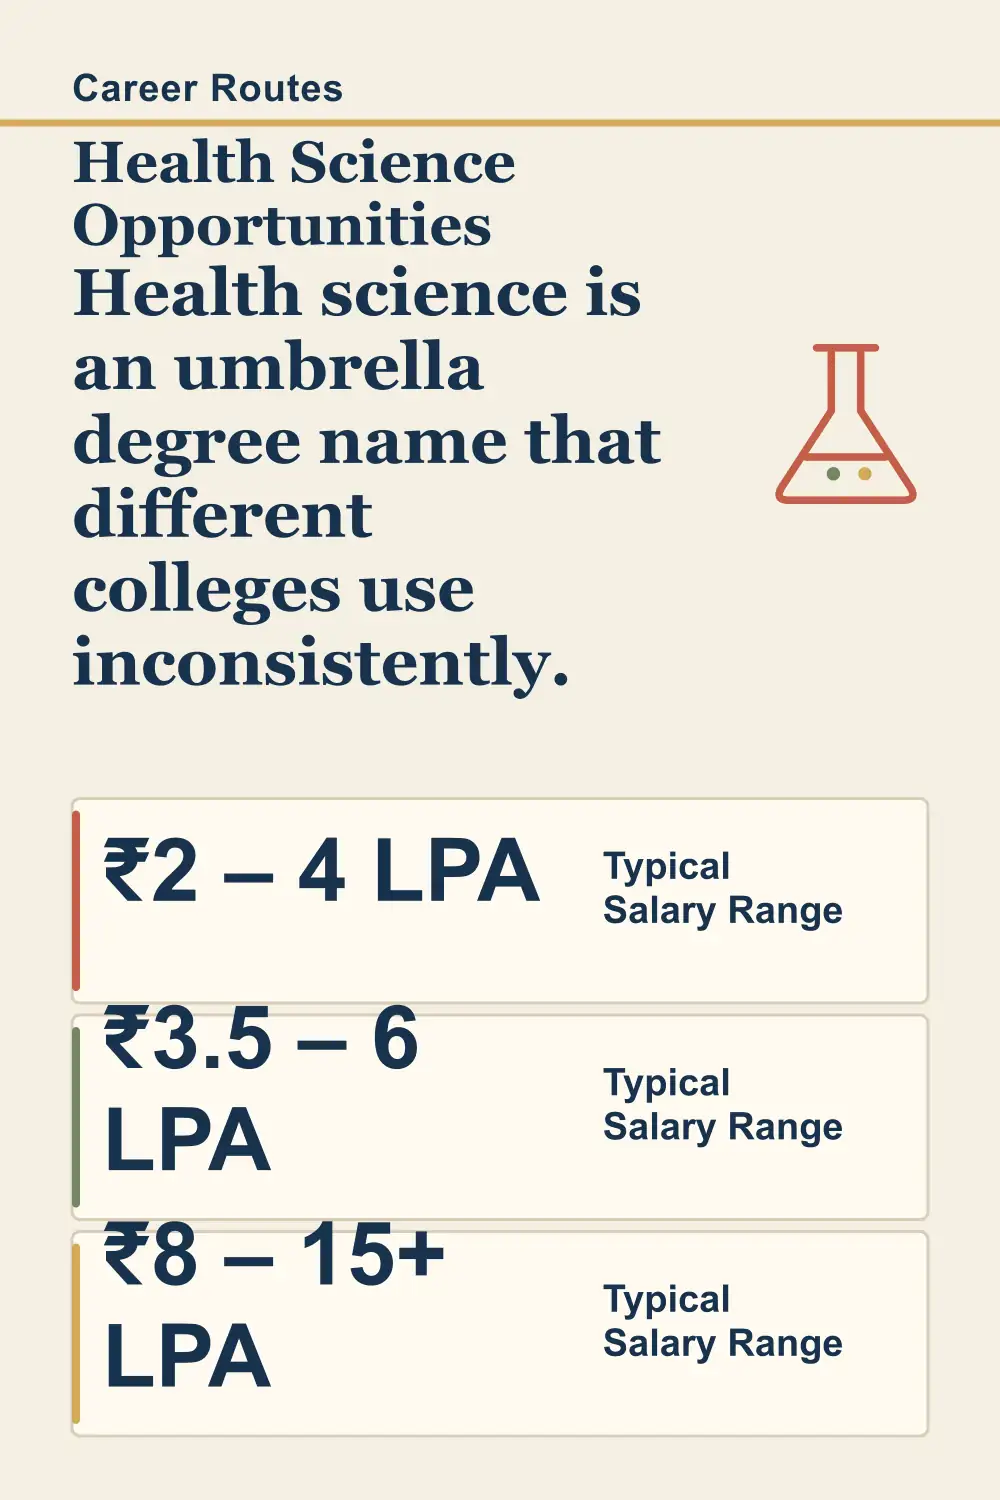 Career Routes
Health Science
Opportunities
Health science is
an umbrella
degree name that
different
colleges use
inconsistently.
₹2 – 4 LPA
Typical
Salary Range
₹3.5 – 6
LPA
Typical
Salary Range
₹8 – 15+
LPA
Typical
Salary Range